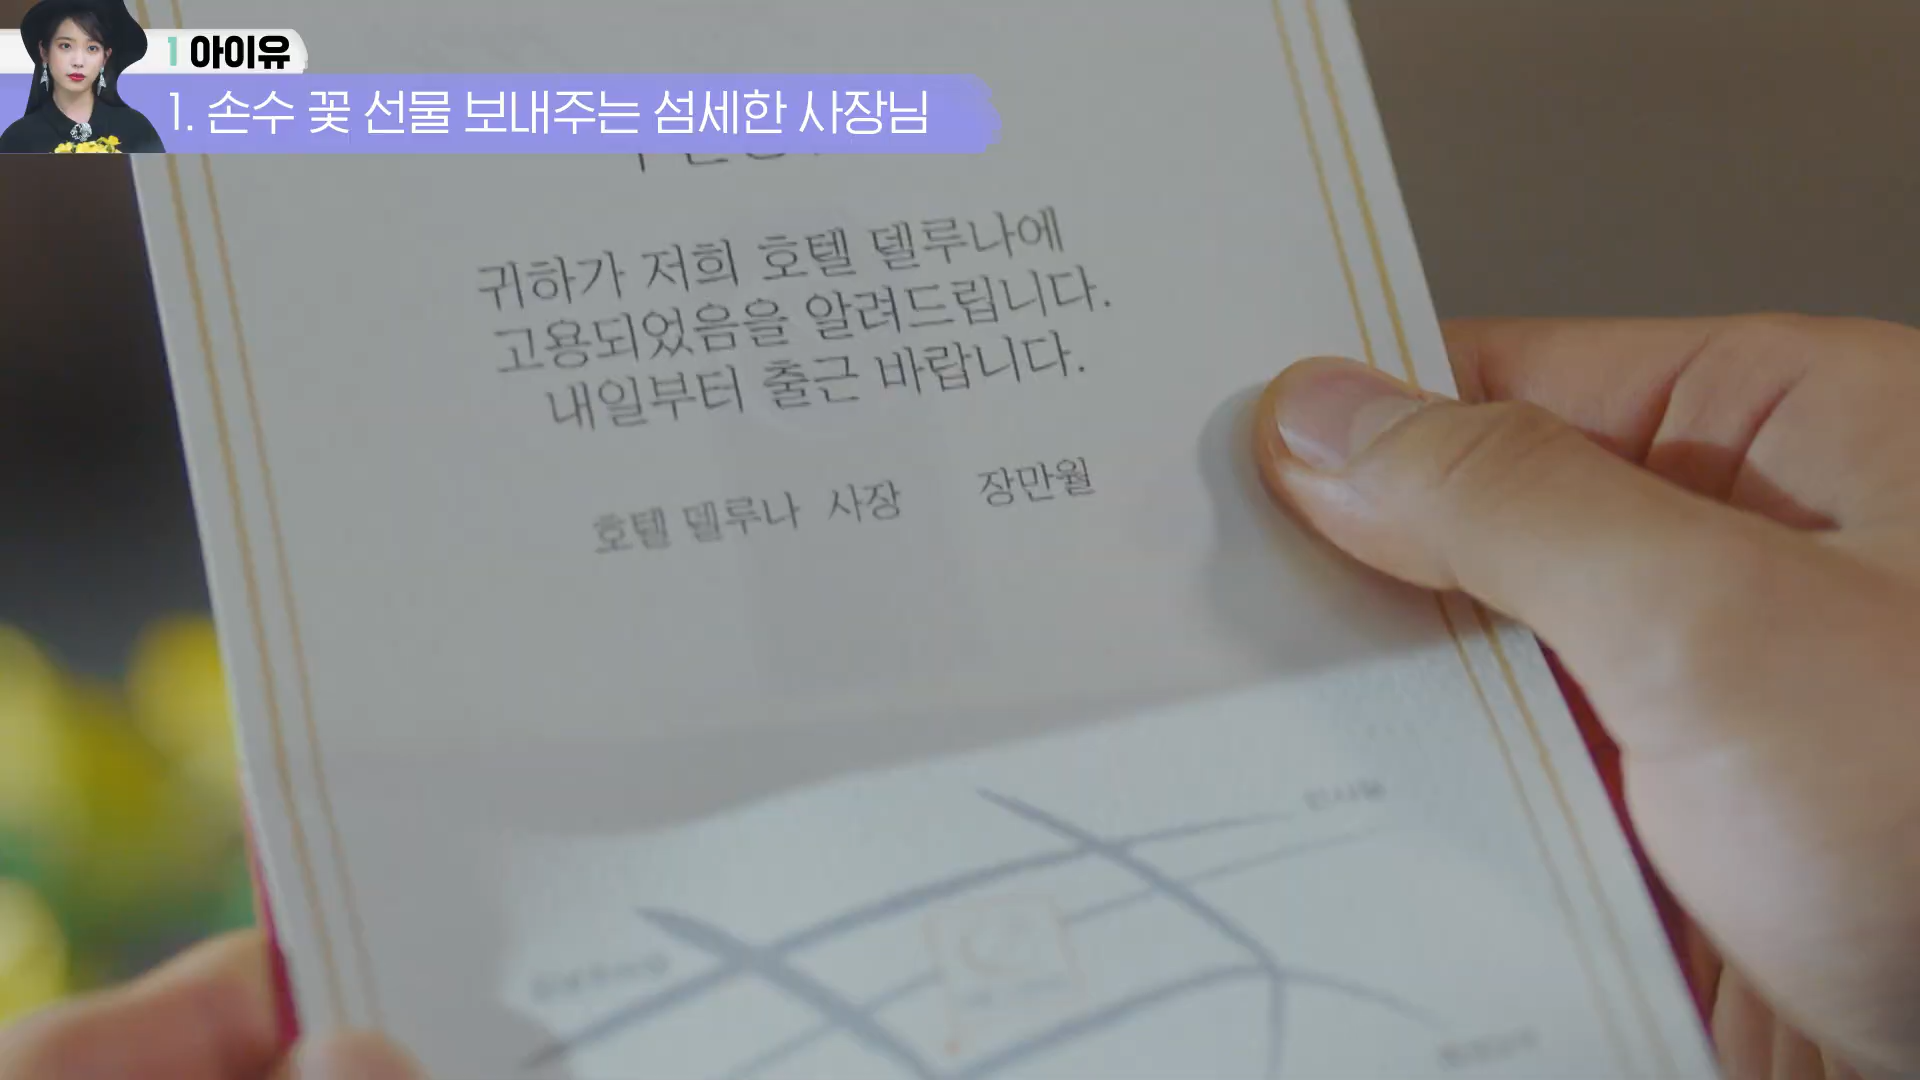 1 아이유
1. 손수 꽃 선물 보내주는 섬세한 사장님
귀하가 저희 호텔 델루나에
고용되었음을 알려드립니다.
내일부터 출근 바랍니다.
호텔 델루나 사장 장만월